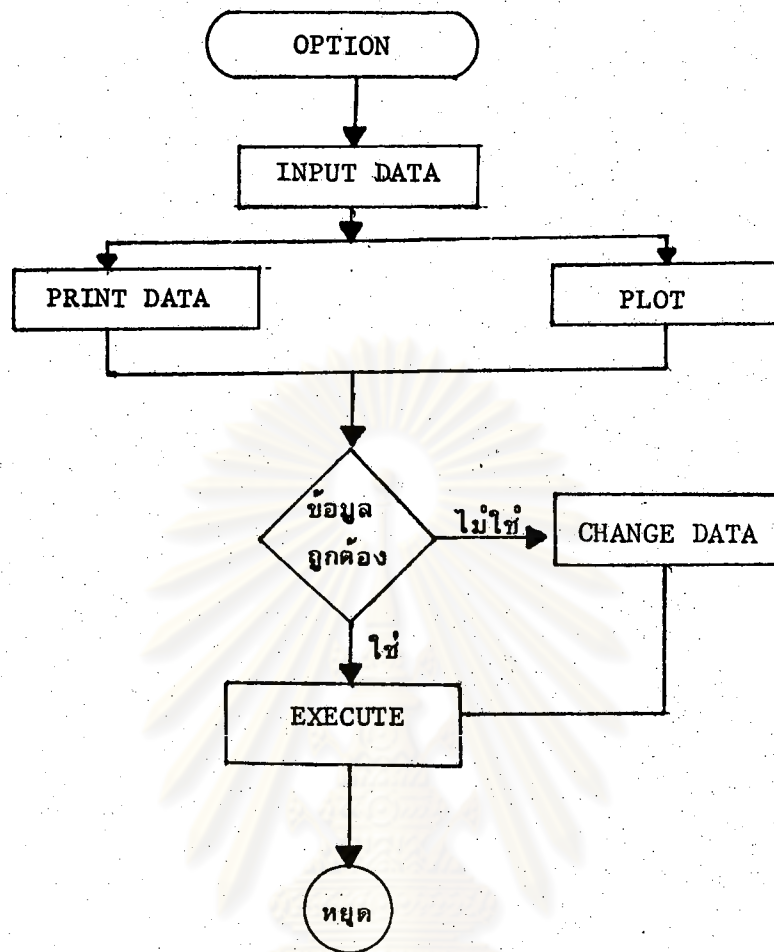 OPTION
INPUT DATA
PRINT DATA
PLOT
ข้อมูล
ถูกต้อง
ไม่ใช่
CHANGE DATA
ใช่
EXECUTE
หยุด